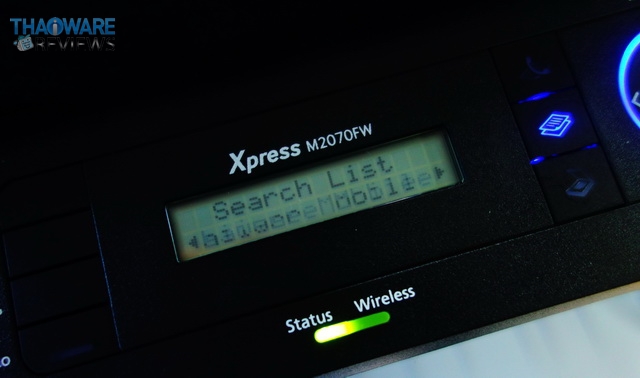 THAIWARE
REVIEWS
Xpress M2070FW
Search List
Status Wireless